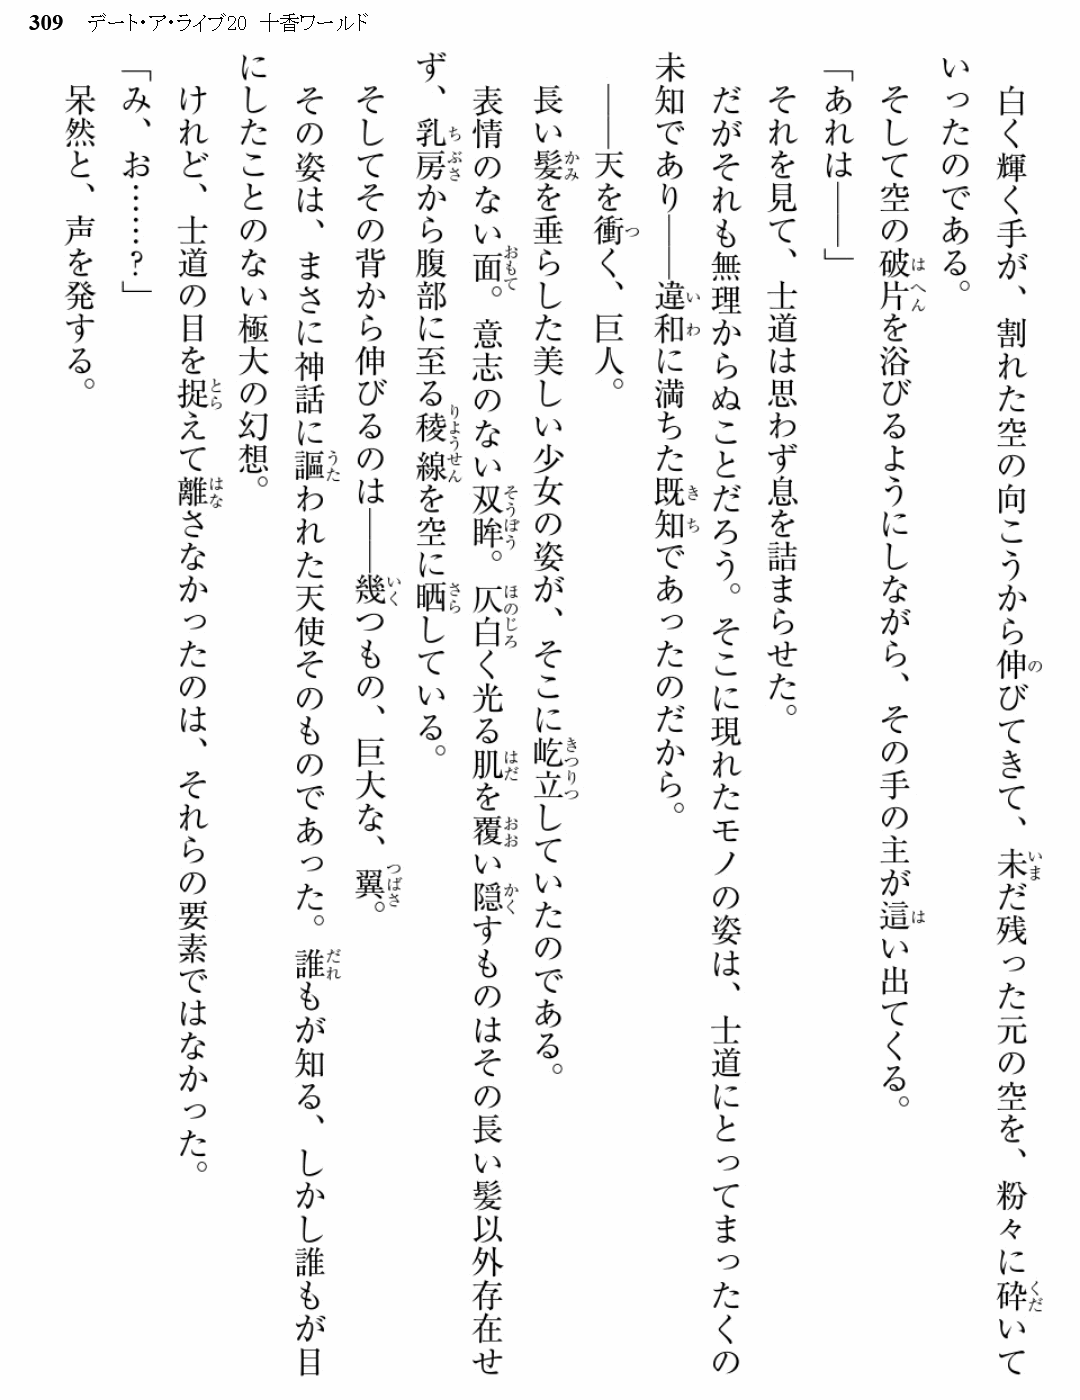 309 デート・ア・ライブ20 十香ワールド
白く輝く手が、割れた空の向こうから伸びてきて、未だ残った元の空を、粉々に砕いて
いったのである。
そして空の破片を浴びるようにしながら、その手の主が這い出てくる。
「あれは――」
それを見て、士道は思わず息を詰まらせた。
だがそれも無理からぬことだろう。そこに現れたモノの姿は、士道にとってまったくの
未知であり――違和に満ちた既知であったのだから。
――天を衝く、巨人。
長い髪を垂らした美しい少女の姿が、そこに屹立していたのである。
表情のない面。意志のない双眸。仄白く光る肌を覆い隠すものはその長い髪以外存在せ
ず、乳房から腹部に至る稜線を空に晒している。
そしてその背から伸びるのは――幾つもの、巨大な、翼。
その姿は、まさに神話に謳われた天使そのものであった。誰もが知る、しかし誰もが目
にしたことのない極大の幻想。
けれど、士道の目を捉えて離さなかったのは、それらの要素ではなかった。
「み、お……？」
呆然と、声を発する。